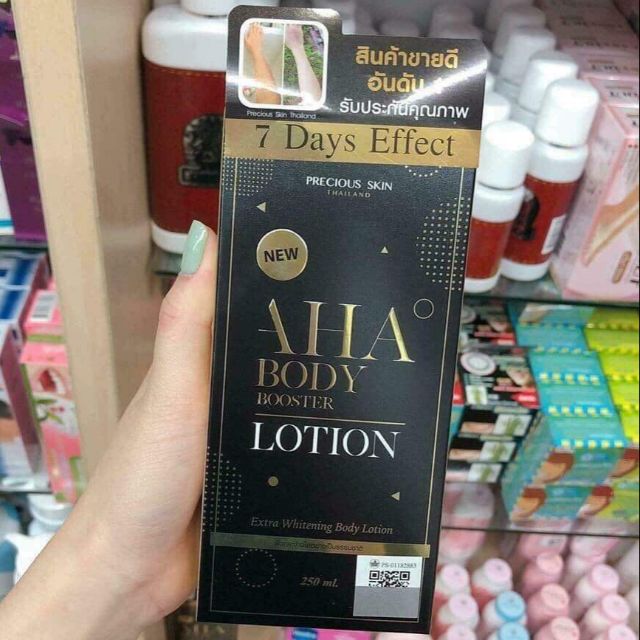 สินค้าขายดี
อันดับ 1
รับประกันคุณภาพ
Precious Skin Thailand
7 Days Effect
PRECIOUS SKIN
THAILAND
NEW
AHA
BODY
BOOSTER
LOTION
Extra Whitening Body Lotion
250 ml.
PS-01182883